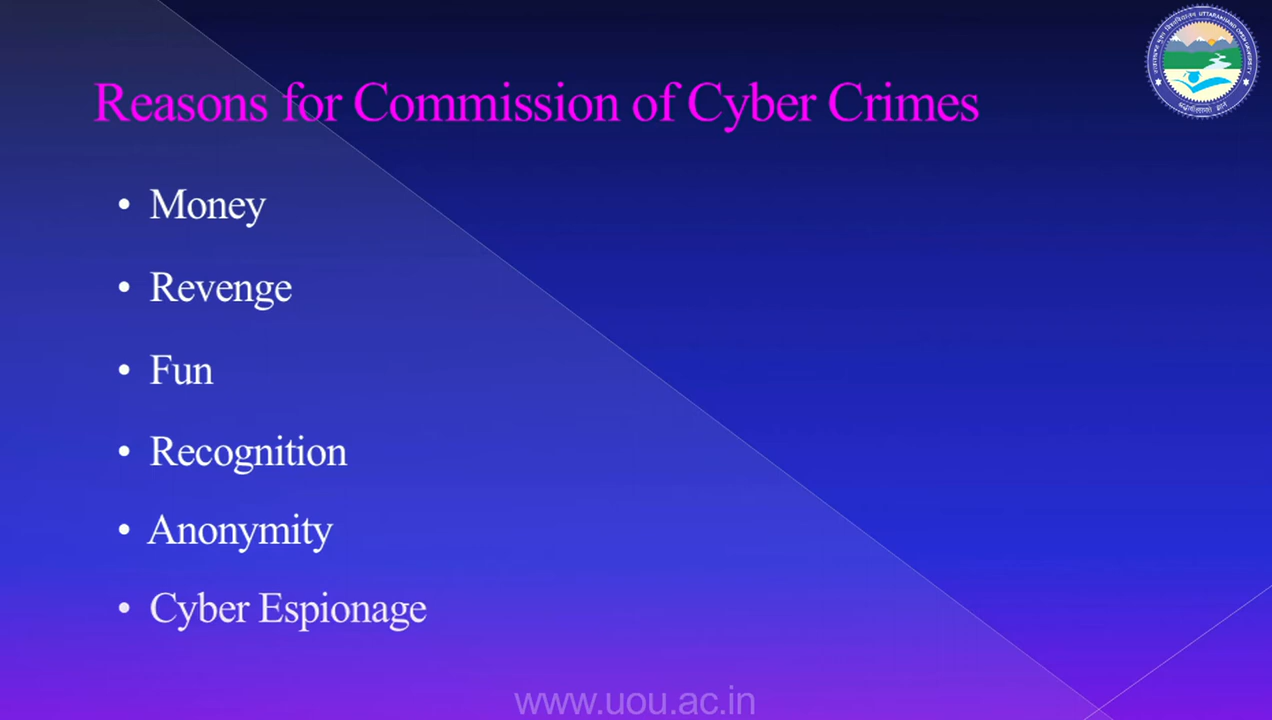 Reasons for Commission of Cyber Crimes
• Money
• Revenge
• Fun
• Recognition
• Anonymity
• Cyber Espionage
www.uou.ac.in